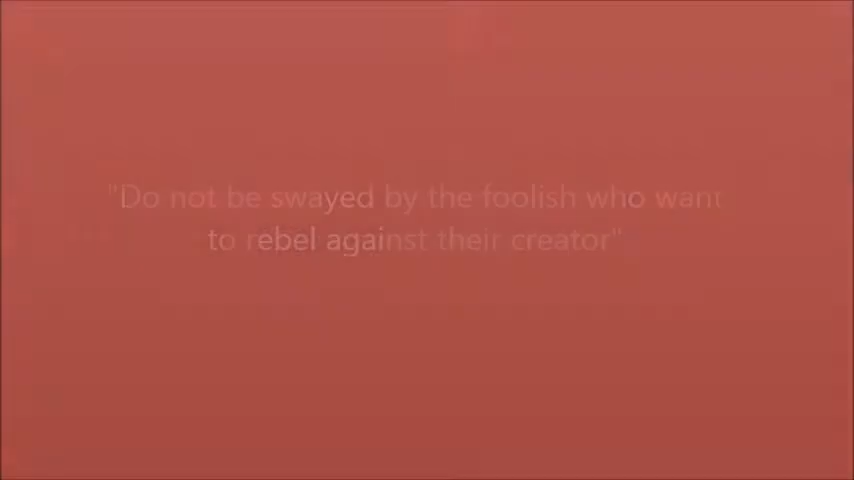 "Do not be swayed by the foolish who want
to rebel against their creator"